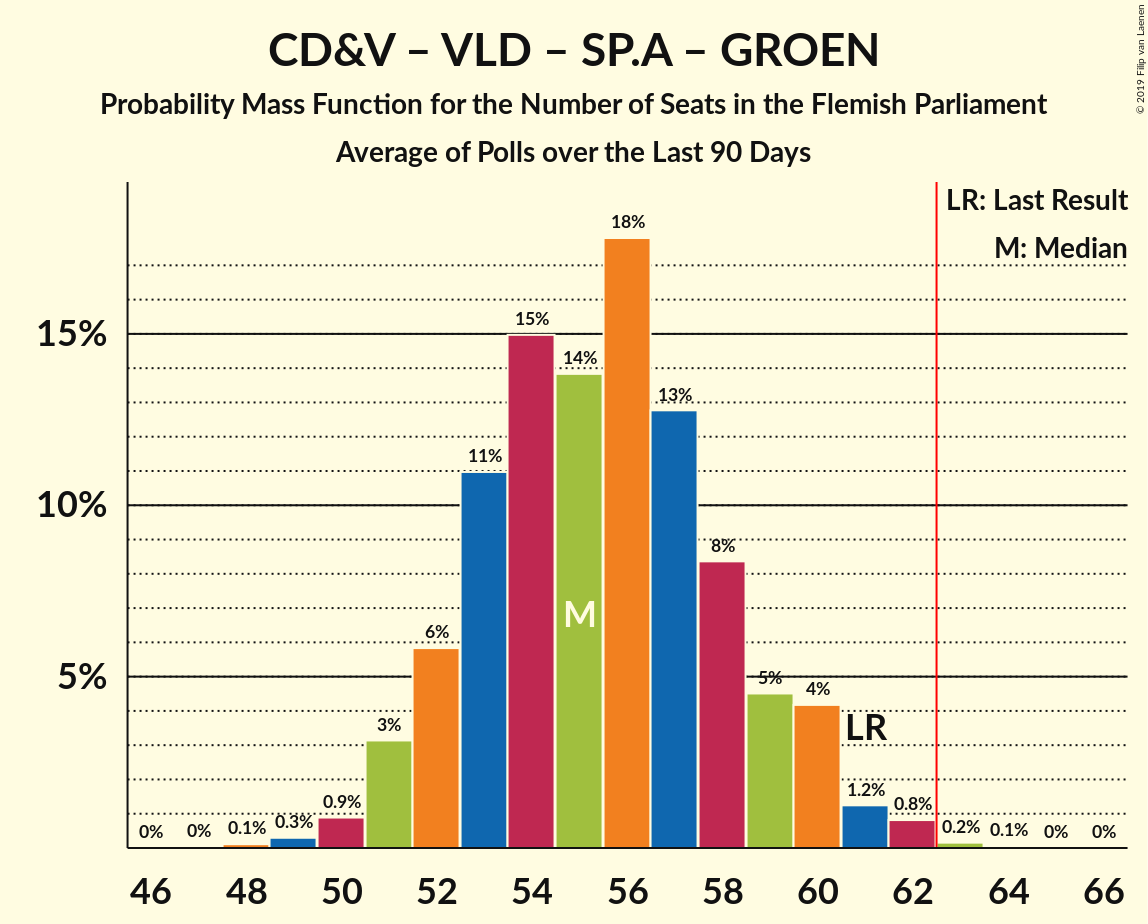 CD&V – VLD – SP.A – GROEN
Probability Mass Function for the Number of Seats in the Flemish Parliament
Average of Polls over the Last 90 Days
© 2019 Filip van Laenen
LR: Last Result
M: Median
15%
10%
5%
0%
0%
0.1%
0.3%
0.9%
3%
6%
11%
15%
14%
18%
13%
8%
5%
4%
1.2%
0.8%
0.2%
0.1%
0%
0%
M
LR
46 48 50 52 54 56 58 60 62 64 66